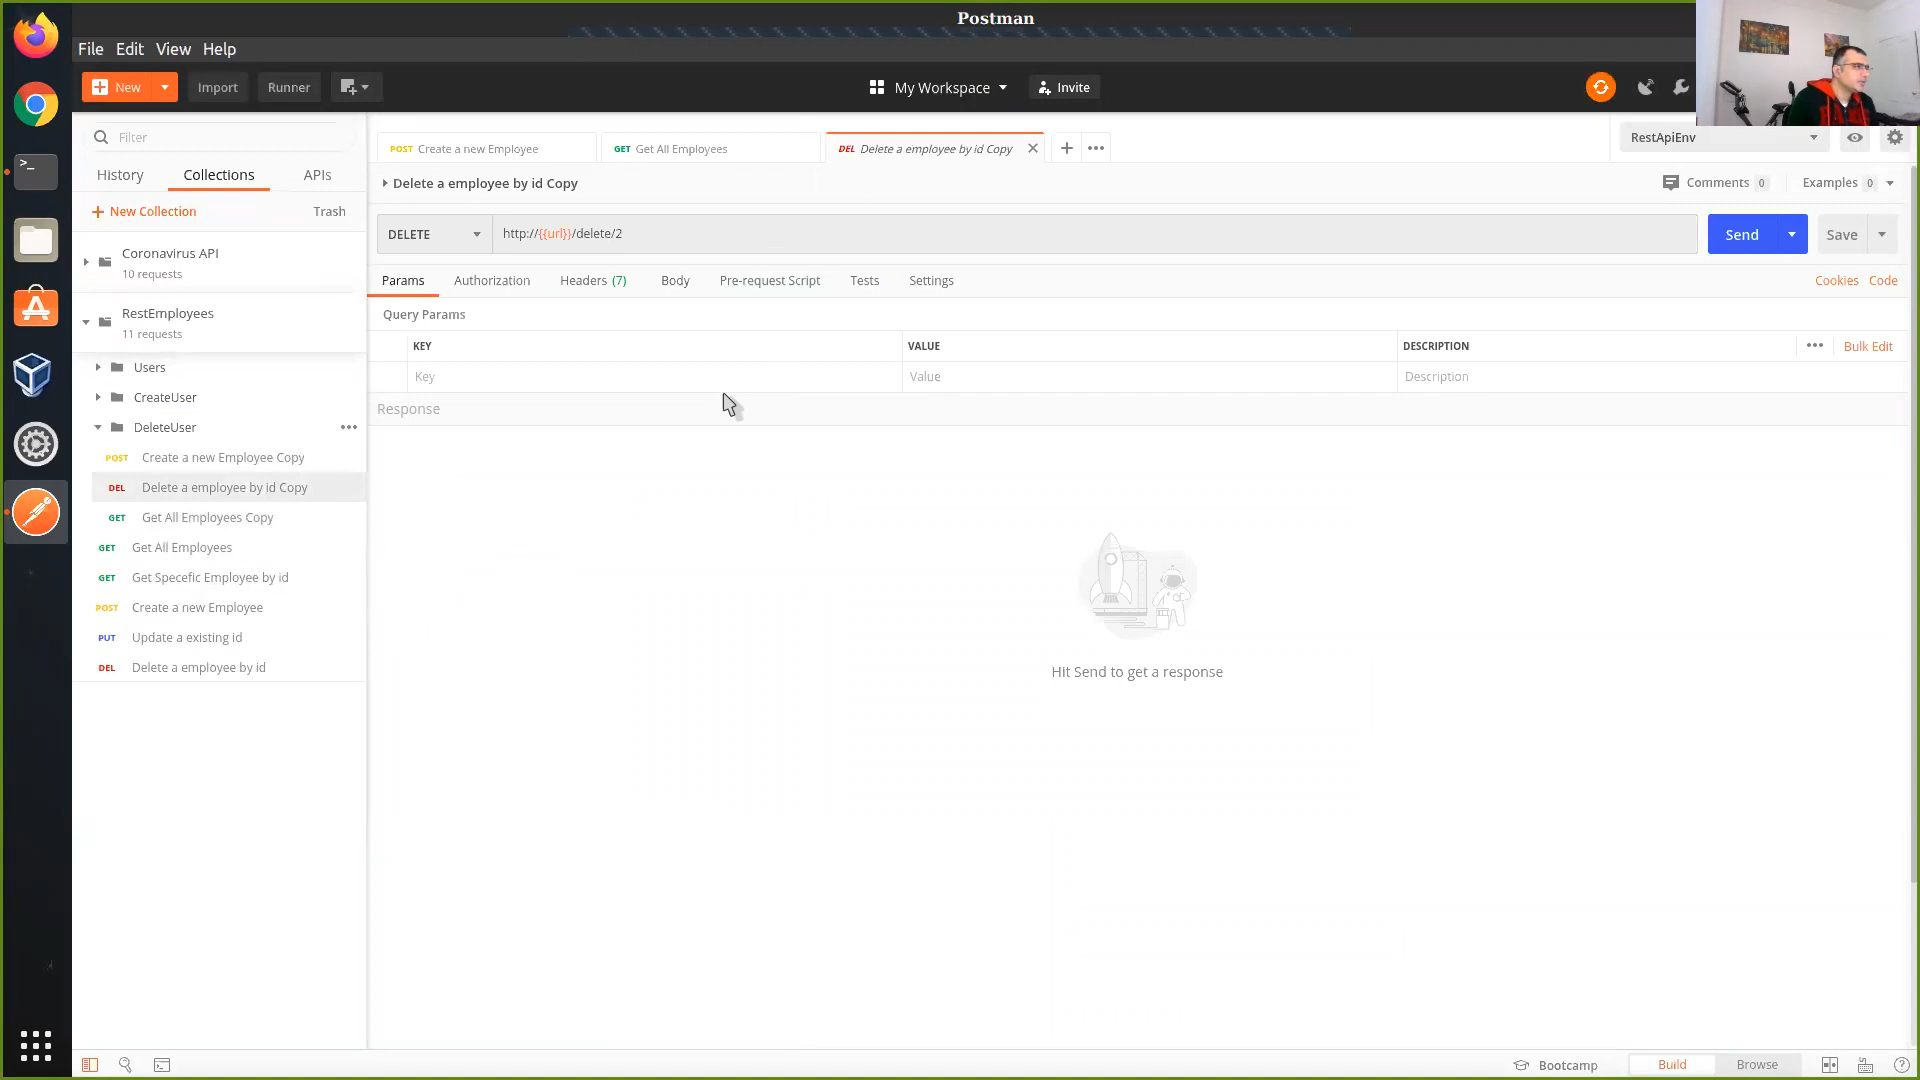 Postman
File Edit View Help
New Import Runner My Workspace Invite
Filter
History Collections APIs
New Collection Trash
Coronavirus API
10 requests
RestEmployees
11 requests
Users
CreateUser
DeleteUser
POST Create a new Employee Copy
DEL Delete a employee by id Copy
GET Get All Employees Copy
GET Get All Employees
GET Get Specefic Employee by id
POST Create a new Employee
PUT Update a existing id
DEL Delete a employee by id
POST Create a new Employee GET Get All Employees DEL Delete a employee by id Copy RestApiEnv
Delete a employee by id Copy Comments 0 Examples 0
DELETE http://{{url}}/delete/2 Send Save
Params Authorization Headers (7) Body Pre-request Script Tests Settings Cookies Code
Query Params
KEY VALUE DESCRIPTION Bulk Edit
Key Value Description
Response
Hit Send to get a response
Bootcamp Build Browse